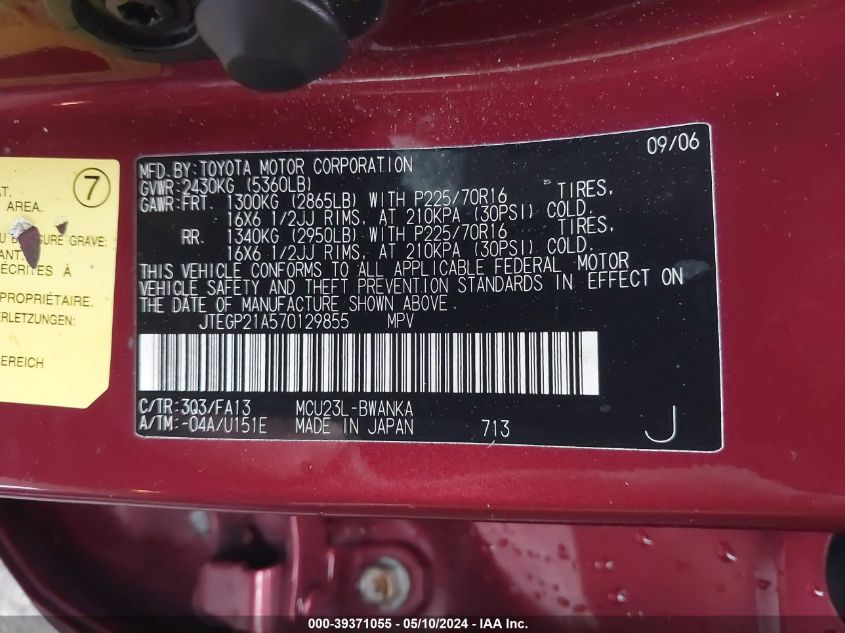 09/06
MFD.BY:TOYOTA MOTOR CORPORATION
GVWR:2430KG (5360LB)
GAWR:FRT. 1300KG (2865LB) WITH P225/70R16 TIRES,
16X6 1/2JJ RIMS, AT 210KPA (30PSI) COLD.
RR. 1340KG (2950LB) WITH P225/70R16 TIRES,
16X6 1/2JJ RIMS, AT 210KPA (30PSI) COLD.
THIS VEHICLE CONFORMS TO ALL APPLICABLE FEDERAL MOTOR
VEHICLE SAFETY AND THEFT PREVENTION STANDARDS IN EFFECT ON
THE DATE OF MANUFACTURE SHOWN ABOVE.
JTEGP21A570129855 MPV
C/TR:3Q3/FA13 MCU23L-BWANKA
A/TM:-04A/U151E MADE IN JAPAN 713 J
7
AT.
AREA.
URE GRAVE:
ANT.
ÉCRITES À
PROPRIÉTAIRE.
ERLETZUNGS.
BEREICH
000-39371055 - 05/10/2024 - IAA Inc.